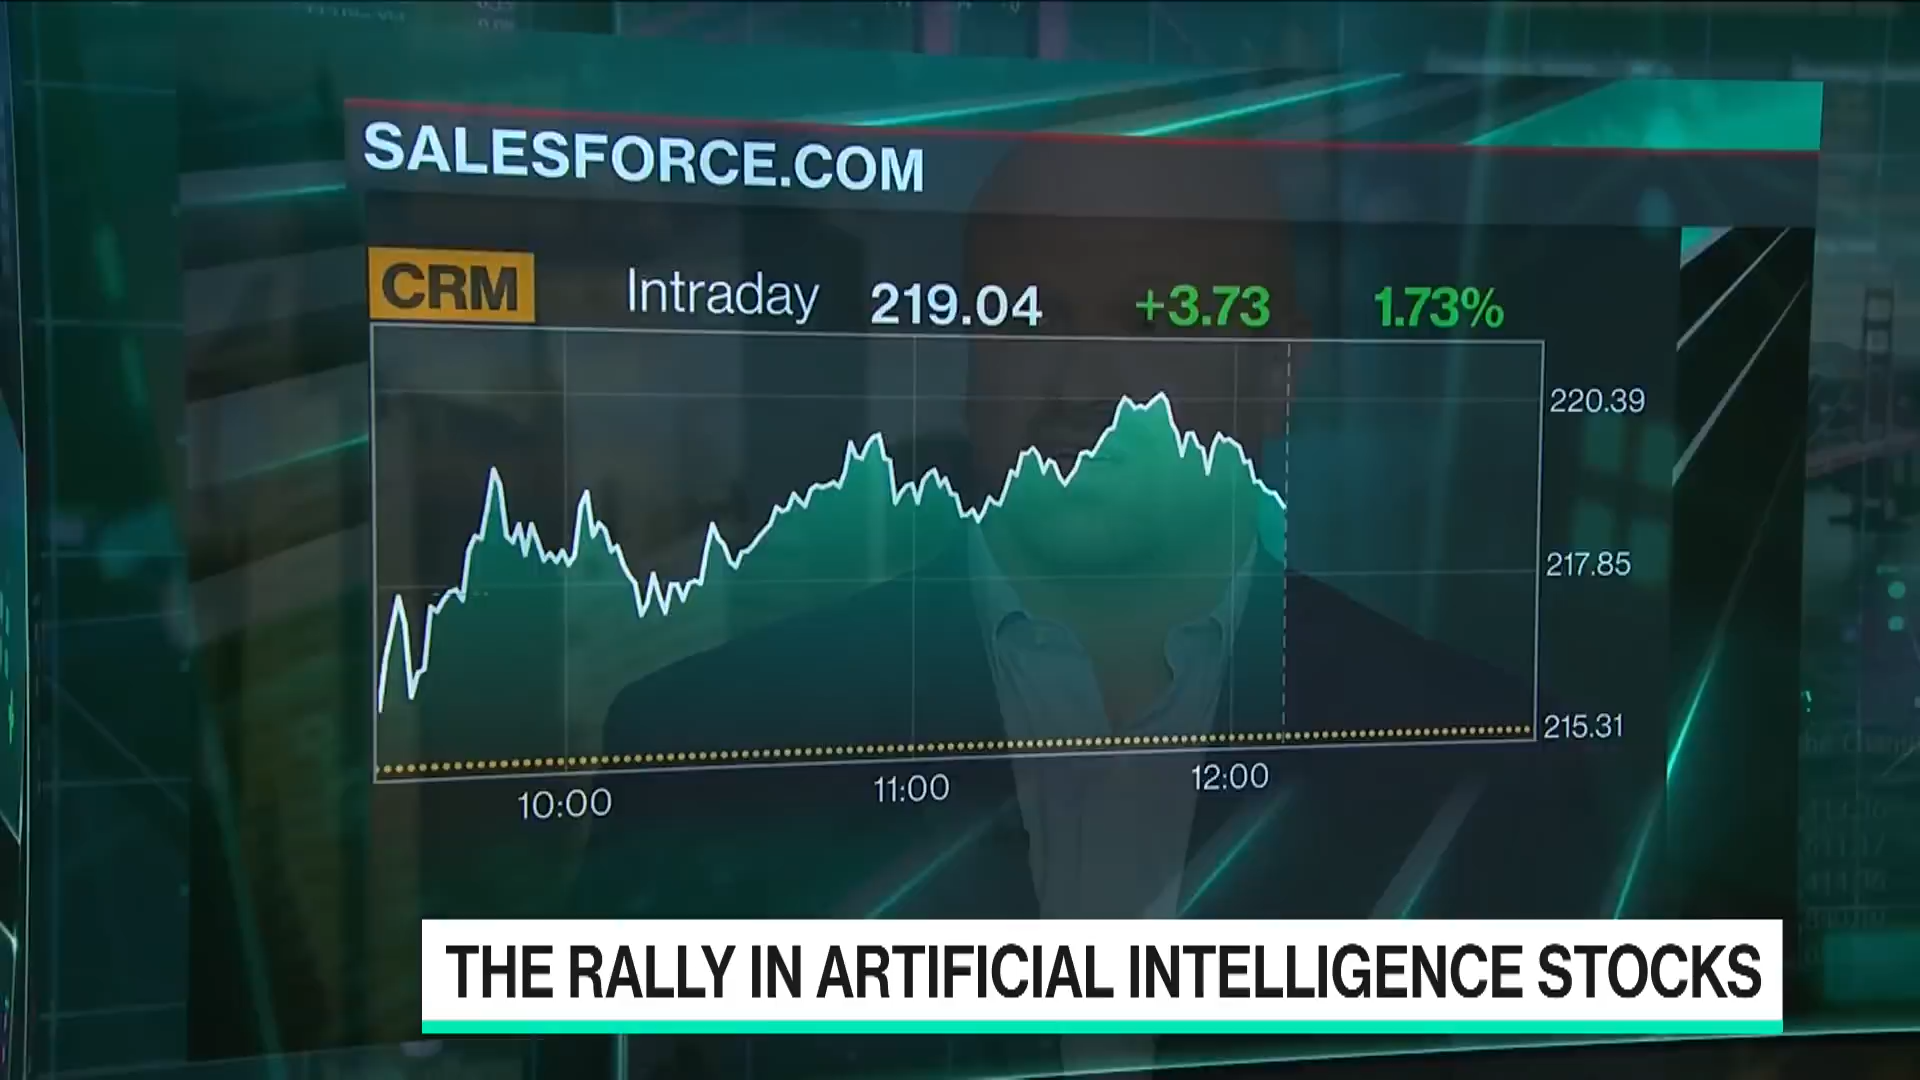 SALESFORCE.COM
CRM Intraday 219.04 +3.73 1.73%
220.39
217.85
215.31
10:00 11:00 12:00
THE RALLY IN ARTIFICIAL INTELLIGENCE STOCKS